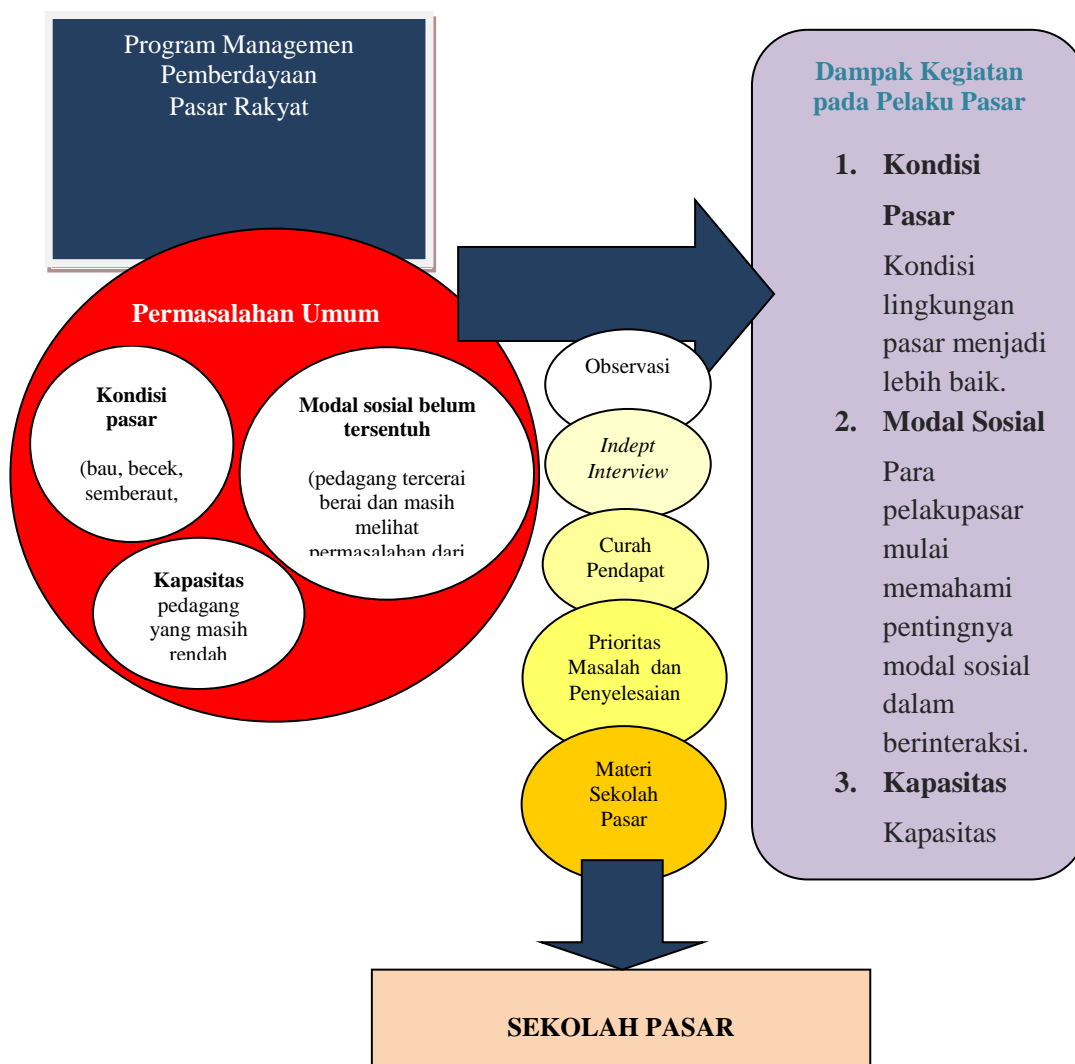 Program Managemen
Pemberdayaan
Pasar Rakyat
Permasalahan Umum
Kondisi
pasar
(bau, becek,
semberaut,
Modal sosial belum
tersentuh
(pedagang tercerai
berai dan masih
melihat
permasalahan dari
Kapasitas
pedagang
yang masih
rendah
Observasi
Indept
Interview
Curah
Pendapat
Prioritas
Masalah dan
Penyelesaian
Materi
Sekolah
Pasar
SEKOLAH PASAR
Dampak Kegiatan
pada Pelaku Pasar
1. Kondisi
Pasar
Kondisi
lingkungan
pasar menjadi
lebih baik.
2. Modal Sosial
Para
pelakupasar
mulai
memahami
pentingnya
modal sosial
dalam
berinteraksi.
3. Kapasitas
Kapasitas